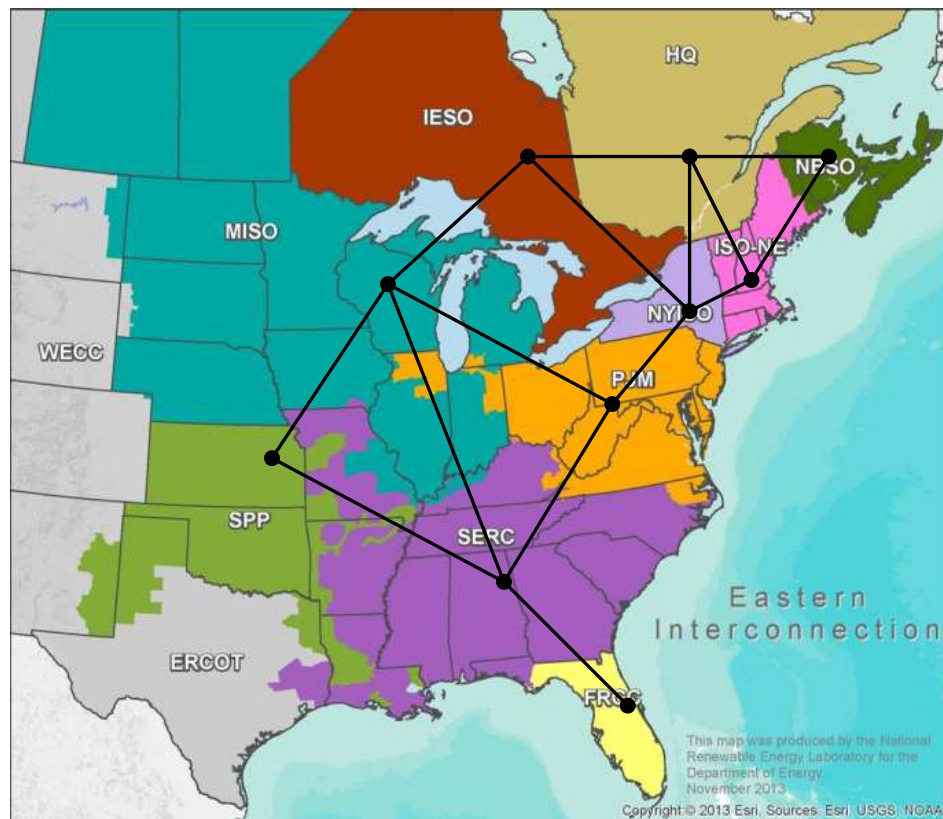 HQ
IESO
NBSO
MISO
ISO-NE
NYISO
WECC
PJM
SPP
SERC
Eastern
Interconnection
ERCOT
FRCC
This map was produced by the National
Renewable Energy Laboratory for the
Department of Energy.
November 2013
Copyright © 2013 Esri, Sources: Esri, USGS, NOAA